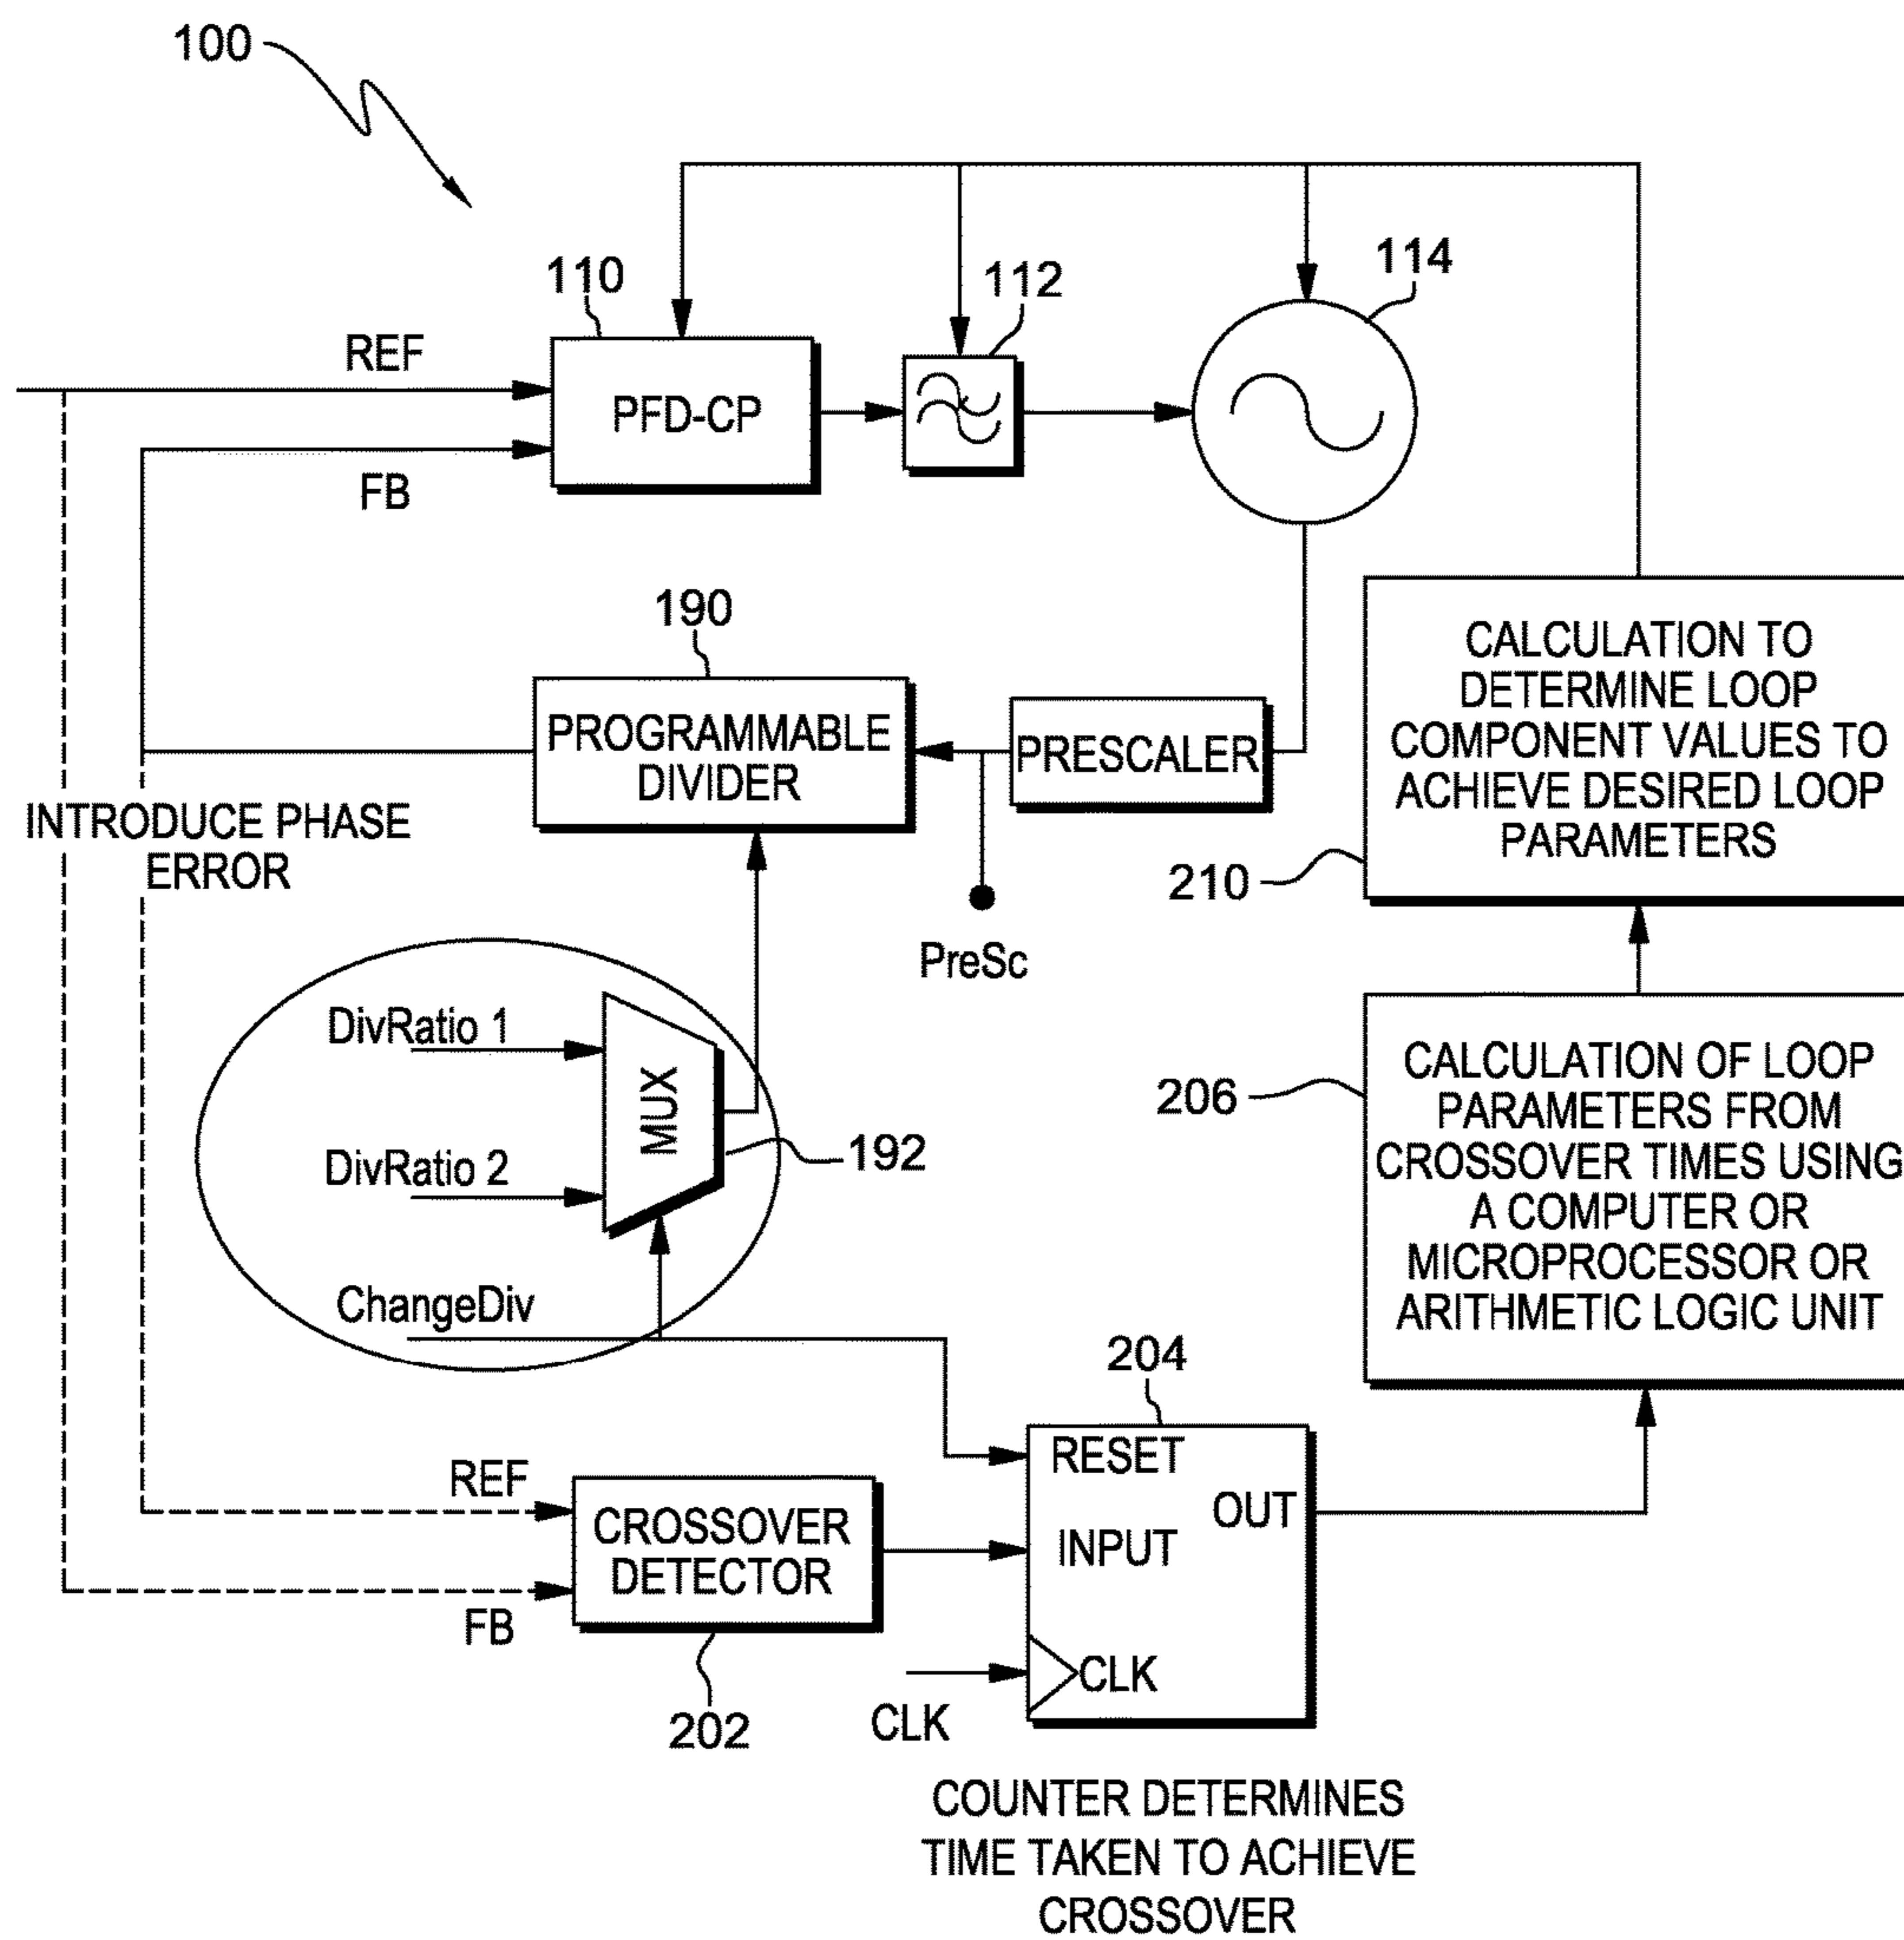 100
110
112
114
REF
PFD-CP
FB
190
PROGRAMMABLE
DIVIDER
PRESCALER
CALCULATION TO
DETERMINE LOOP
COMPONENT VALUES TO
ACHIEVE DESIRED LOOP
PARAMETERS
210
INTRODUCE PHASE
ERROR
PreSc
DivRatio 1
MUX
DivRatio 2
192
ChangeDiv
206
CALCULATION OF LOOP
PARAMETERS FROM
CROSSOVER TIMES USING
A COMPUTER OR
MICROPROCESSOR OR
ARITHMETIC LOGIC UNIT
204
RESET
OUT
INPUT
CLK
CLK
REF
CROSSOVER
DETECTOR
FB
202
COUNTER DETERMINES
TIME TAKEN TO ACHIEVE
CROSSOVER